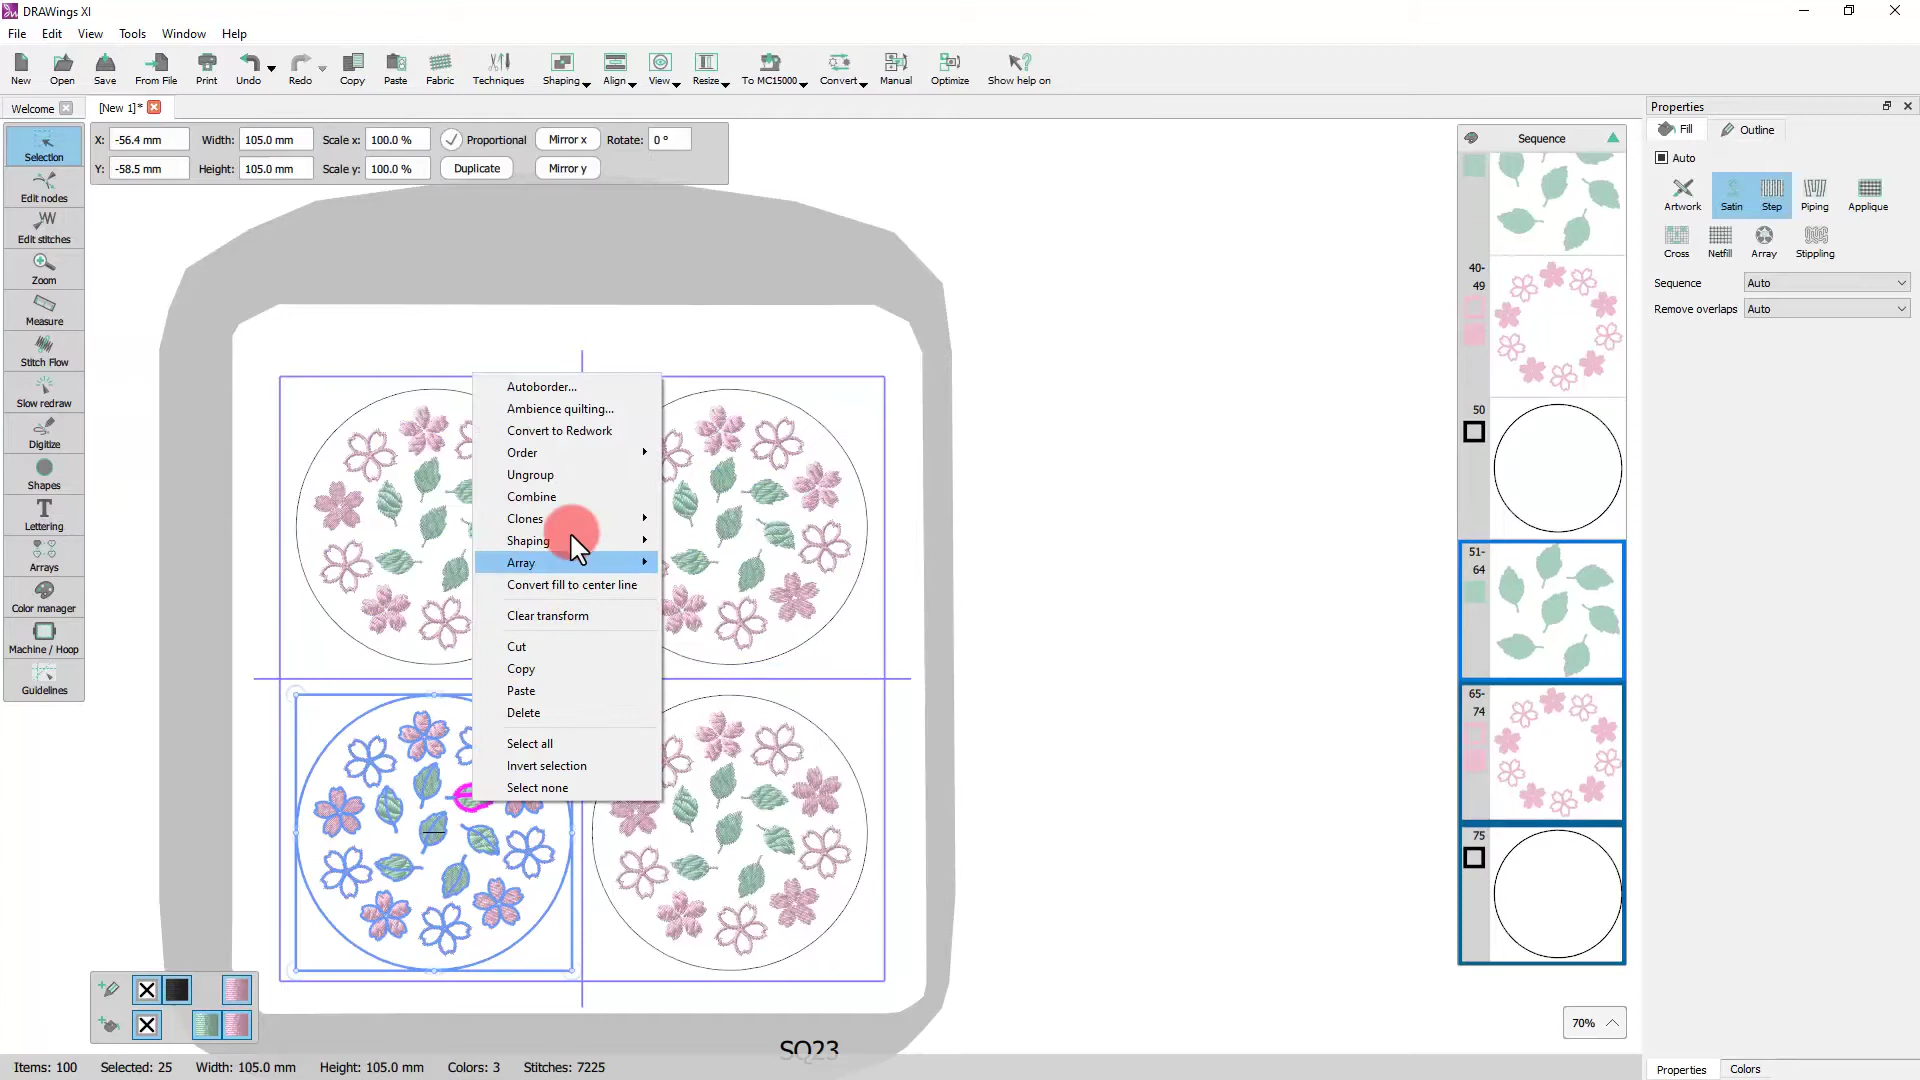 DRAWings XI
File Edit View Tools Window Help
New Open Save From File Print Undo Redo Copy Paste Fabric Techniques Shaping Align View Resize To MC15000 Convert Manual Optimize Show help on
Welcome [New 1]*
Properties
X: -56.4 mm Width: 105.0 mm Scale x: 100.0 % Proportional Mirror x Rotate: 0 °
Y: -58.5 mm Height: 105.0 mm Scale y: 100.0 % Duplicate Mirror y
Selection
Edit nodes
Edit stitches
Zoom
Measure
Stitch Flow
Slow redraw
Digitize
Shapes
Lettering
Arrays
Color manager
Machine / Hoop
Guidelines
Autoborder...
Ambience quilting...
Convert to Redwork
Order
Ungroup
Combine
Clones
Shaping
Array
Convert fill to center line
Clear transform
Cut
Copy
Paste
Delete
Select all
Invert selection
Select none
SQ23
Sequence
40-
49
50
51-
64
65-
74
75
70%
Fill Outline
Auto
Artwork Satin Step Piping Applique
Cross Netfill Array Stippling
Sequence Auto
Remove overlaps Auto
Items: 100 Selected: 25 Width: 105.0 mm Height: 105.0 mm Colors: 3 Stitches: 7225
Properties Colors